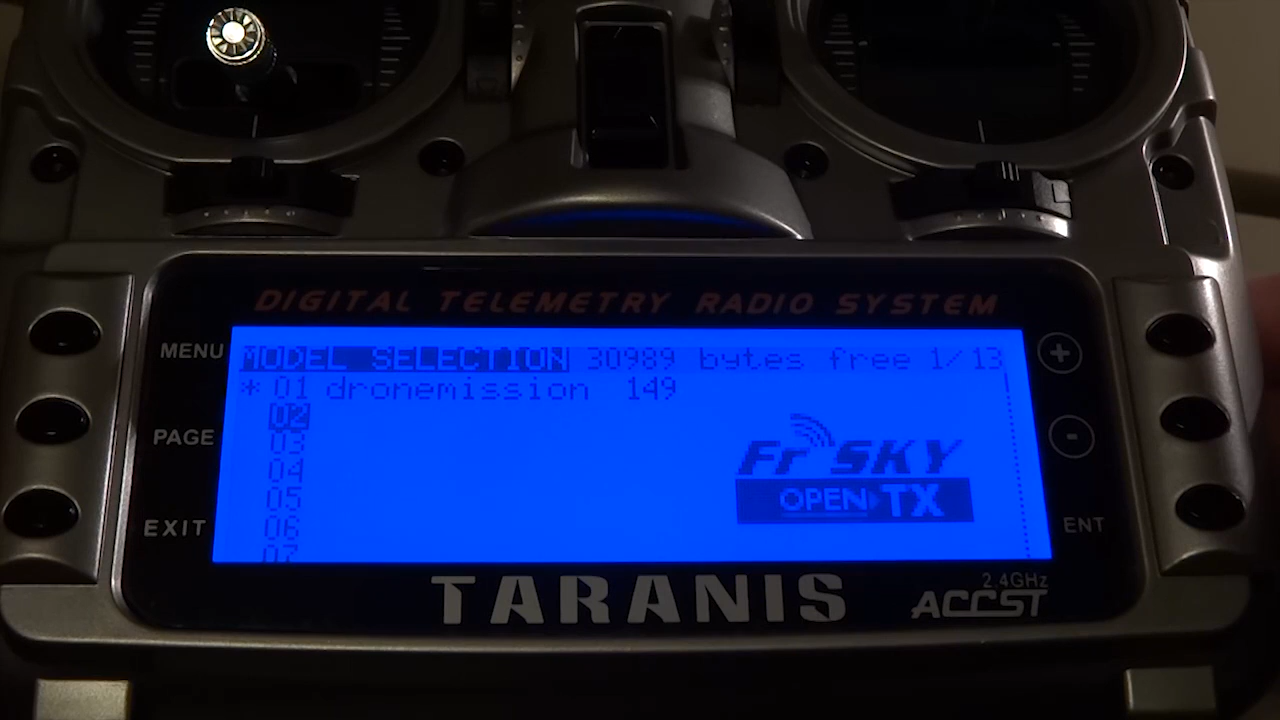 DIGITAL TELEMETRY RADIO SYSTEM
MENU
PAGE
EXIT
MODEL SELECTION 30989 bytes free 1/13
* 01 dronemission 149
02
03
04
05
06
07
FrSKY
OPEN TX
+
-
ENT
TARANIS
2.4GHz
ACCST